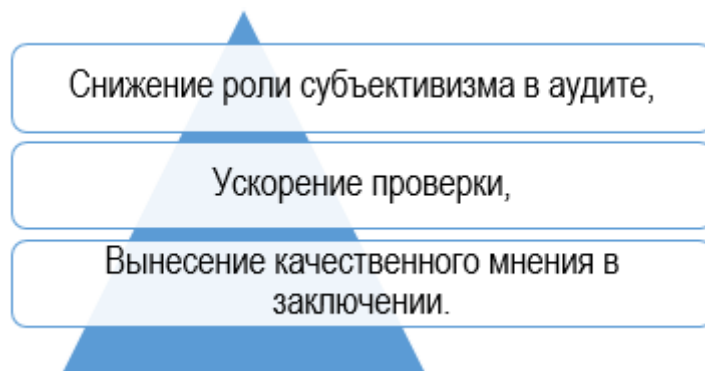 Снижение роли субъективизма в аудите,
Ускорение проверки,
Вынесение качественного мнения в
заключении.